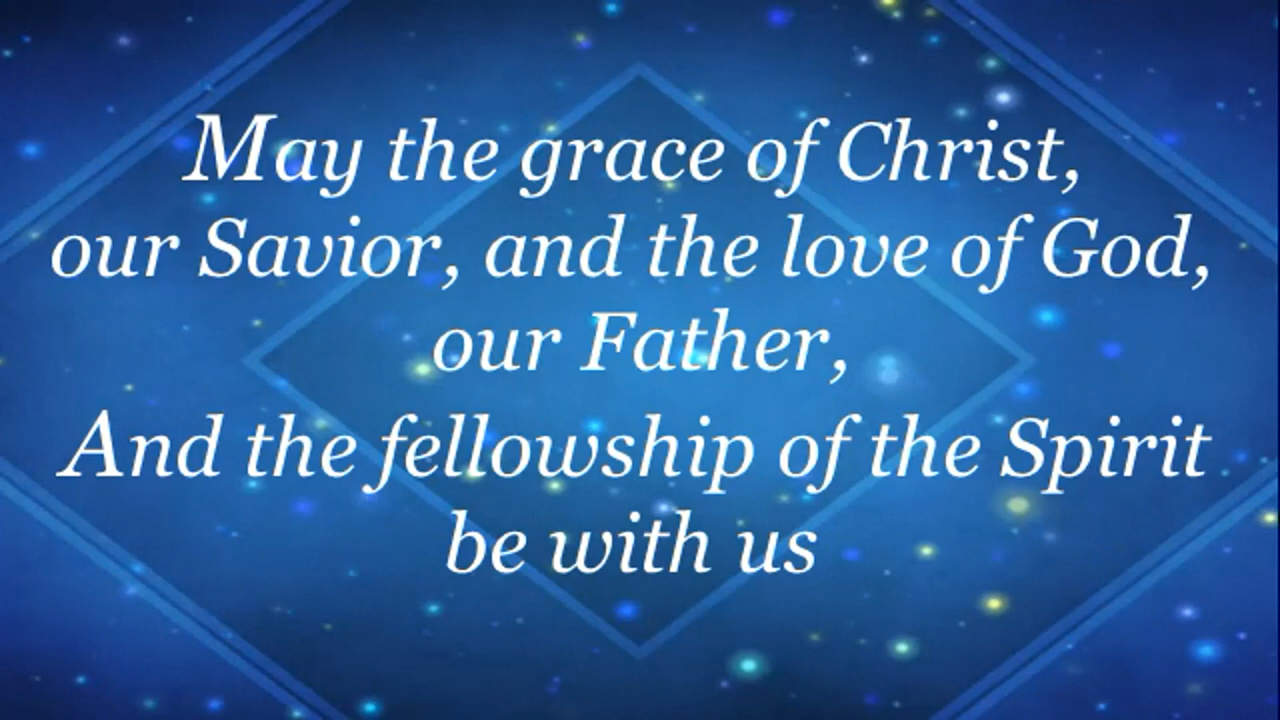 May the grace of Christ,
our Savior, and the love of God,
our Father,
And the fellowship of the Spirit
be with us